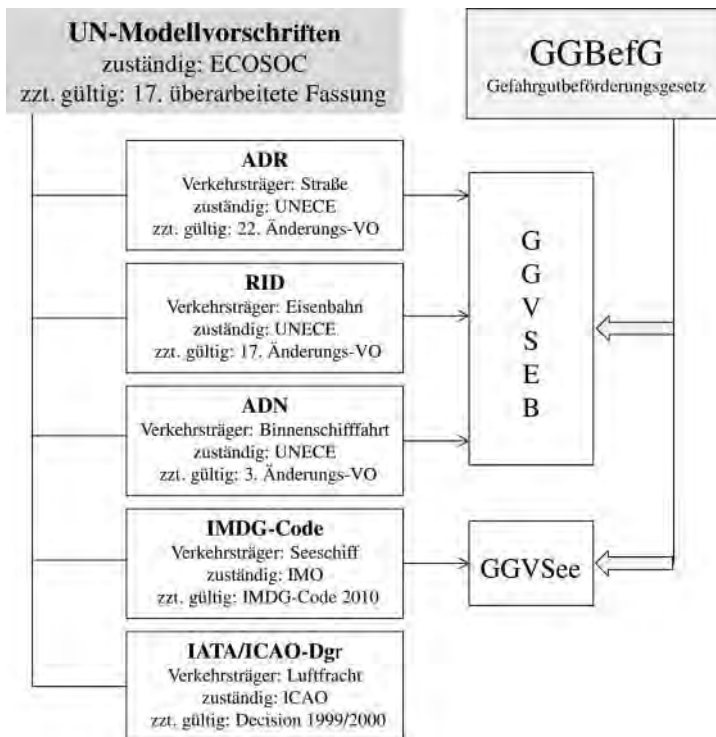 UN-Modellvorschriften
zuständig: ECOSOC
zzt. gültig: 17. überarbeitete Fassung
GGBefG
Gefahrgutbeförderungsgesetz
ADR
Verkehrsträger: Straße
zuständig: UNECE
zzt. gültig: 22. Änderungs-VO
RID
Verkehrsträger: Eisenbahn
zuständig: UNECE
zzt. gültig: 17. Änderungs-VO
ADN
Verkehrsträger: Binnenschifffahrt
zuständig: UNECE
zzt. gültig: 3. Änderungs-VO
G
G
V
S
E
B
IMDG-Code
Verkehrsträger: Seeschiff
zuständig: IMO
zzt. gültig: IMDG-Code 2010
GGVSee
IATA/ICAO-Dgr
Verkehrsträger: Luftfracht
zuständig: ICAO
zzt. gültig: Decision 1999/2000